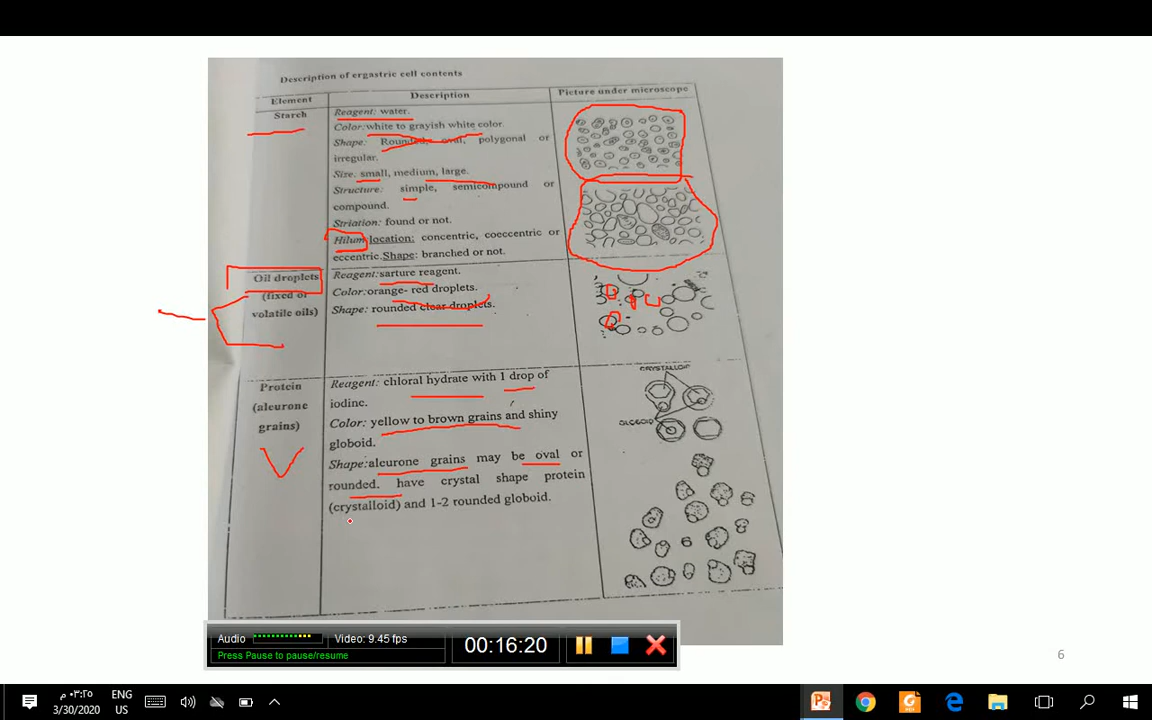 Description of ergastric cell contents
Element
Description
Picture under microscope
Starch
Reagent: water.
Color: white to grayish white color.
Shape: Rounded, oval, polygonal or
irregular.
Size: small, medium, large.
Structure: simple, semicompound or
compound.
Striation: found or not.
Hilum location: concentric, coeccentric or
eccentric. Shape: branched or not.
Oil droplets
(fixed or
volatile oils)
Reagent: sarture reagent.
Color: orange- red droplets.
Shape: rounded clear droplets.
Protein
(aleurone
grains)
Reagent: chloral hydrate with 1 drop of
iodine.
Color: yellow to brown grains and shiny
globoid.
Shape: aleurone grains may be oval or
rounded. have crystal shape protein
(crystalloid) and 1-2 rounded globoid.
CRYSTALLOID
Audio
Video: 9.45 fps
Press Pause to pause/resume
00:16:20
6
م ٠٣:٢٥
3/30/2020
ENG
US